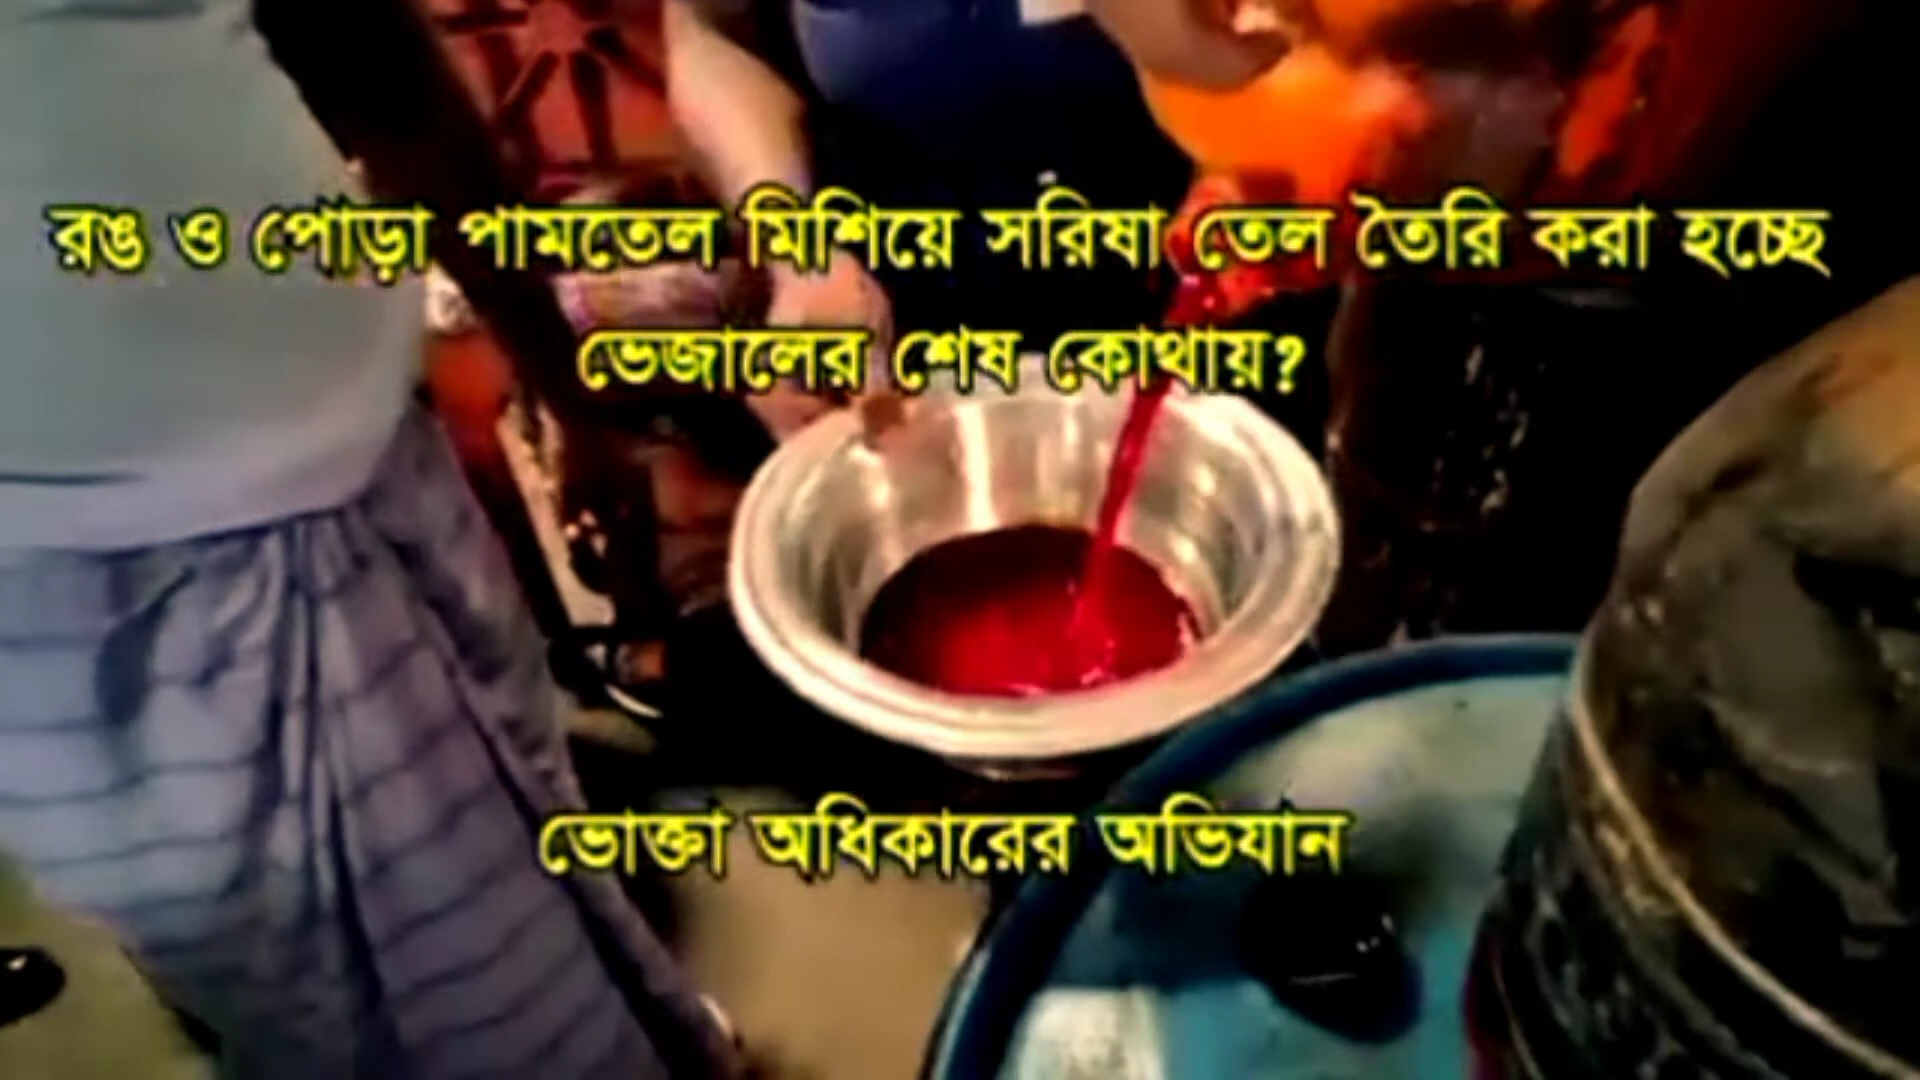 রঙ ও পোড়া পামতেল মিশিয়ে সরিষা তেল তৈরি করা হচ্ছে
ভেজালের শেষ কোথায়?
ভোক্তা অধিকারের অভিযান